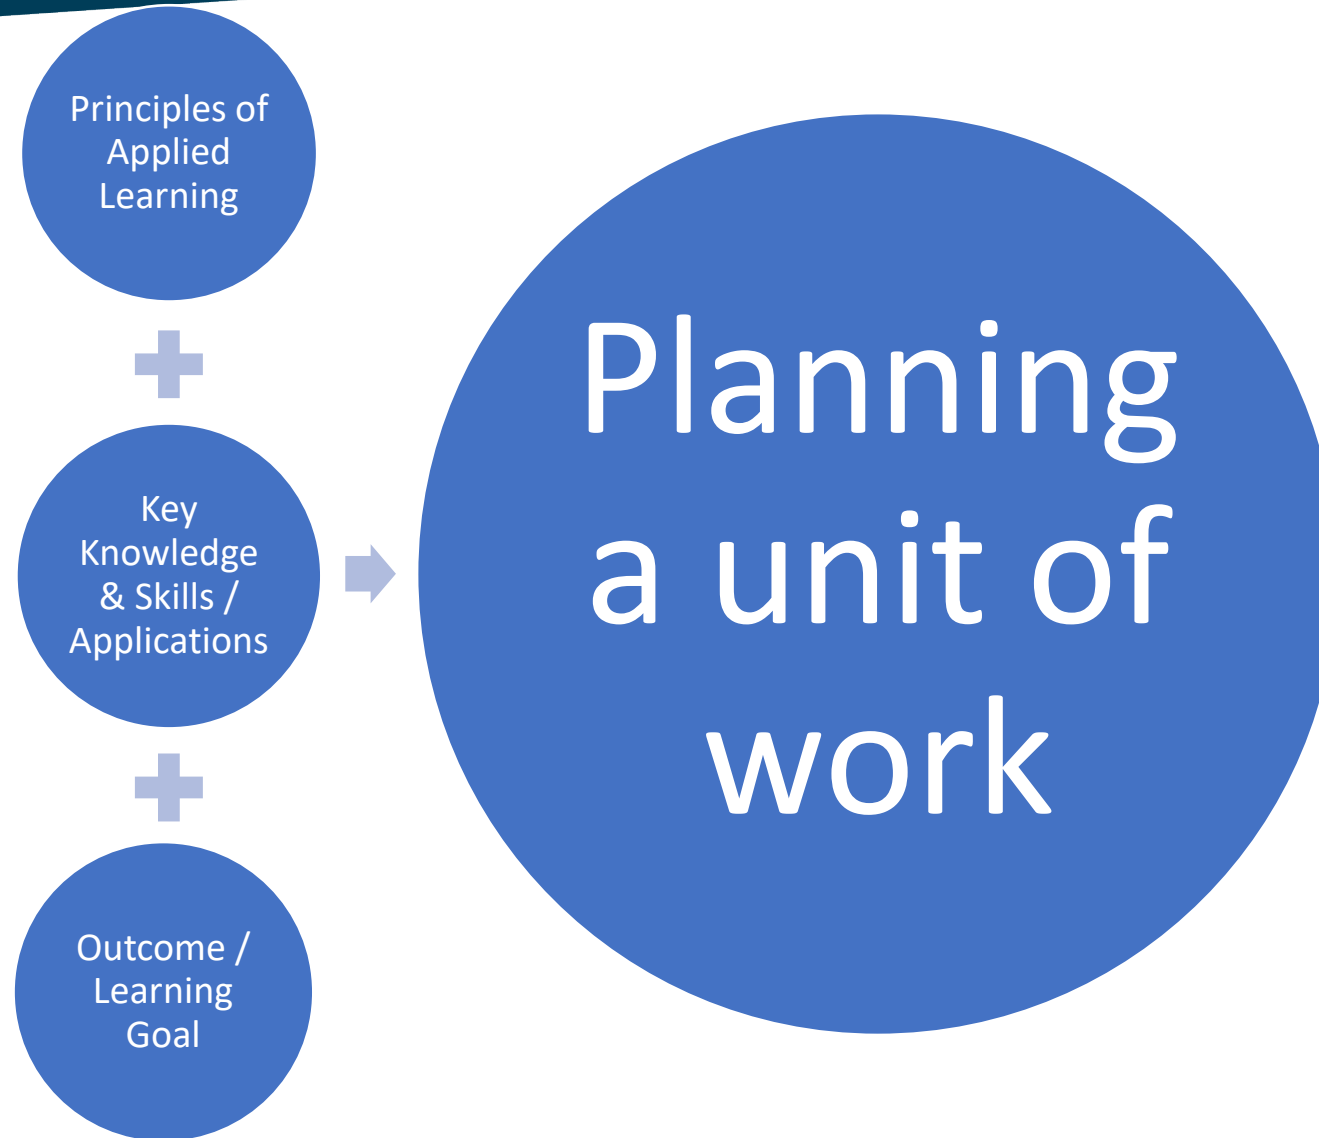 Principles of
Applied
Learning
Key
Knowledge
& Skills /
Applications
Outcome /
Learning
Goal
Planning
a unit of
work